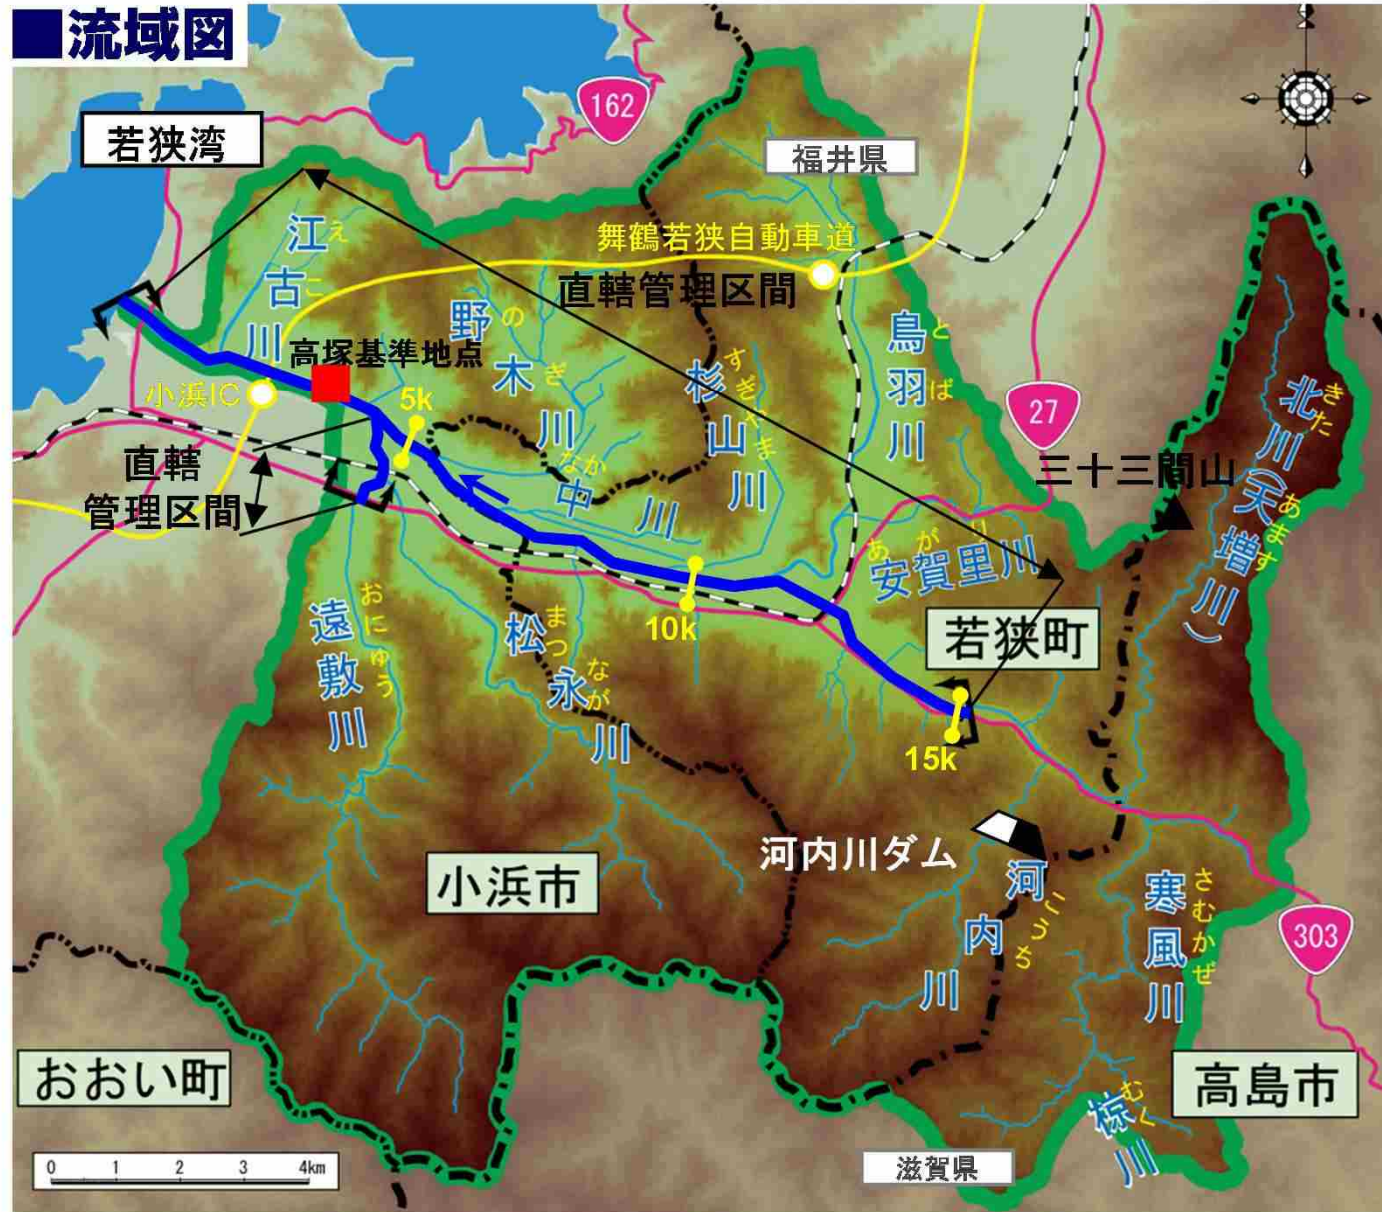 ■流域図
若狭湾
162
福井県
舞鶴若狭自動車道
直轄管理区間
江古川
えこ
野木川
のぎ
高塚基準地点
小浜IC
5k
杉山川
すぎやま
鳥羽川
とば
27
北川(天増川)
きた
あます
三十三間山
直轄
管理区間
中川
なか
安賀里川
あがり
遠敷川
おにゅう
松永川
まつなが
10k
若狭町
15k
河内川ダム
小浜市
河内川
こうち
寒風川
さむかぜ
303
おおい町
高島市
椋川
むく
滋賀県
0 1 2 3 4km